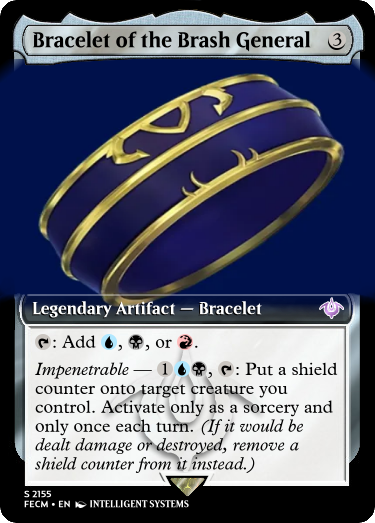 Bracelet of the Brash General 3
Legendary Artifact — Bracelet
: Add , , or .
Impenetrable — 1 , : Put a shield
counter onto target creature you
control. Activate only as a sorcery and
only once each turn. (If it would be
dealt damage or destroyed, remove a
shield counter from it instead.)
S 2155
FECM • EN INTELLIGENT SYSTEMS